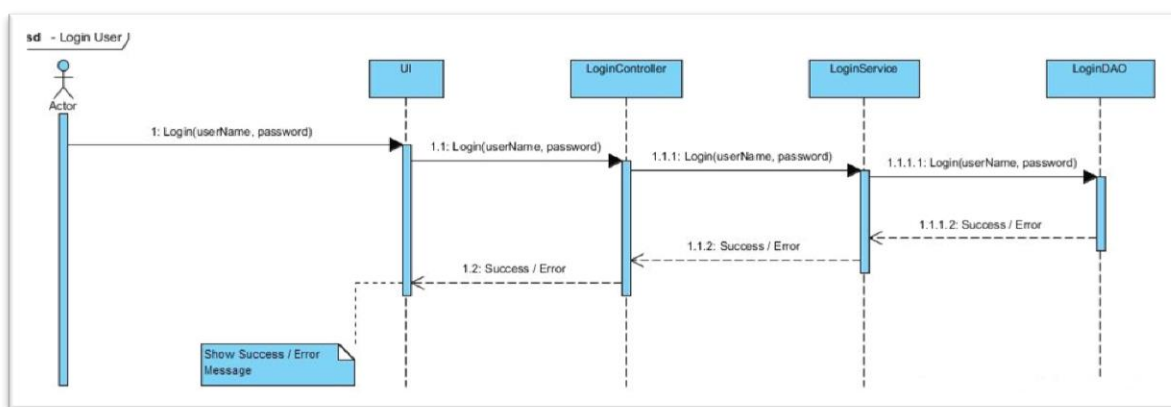 sd - Login User
Actor
UI
LoginController
LoginService
LoginDAO
1: Login(userName, password)
1.1: Login(userName, password)
1.1.1: Login(userName, password)
1.1.1.1: Login(userName, password)
1.1.1.2: Success / Error
1.1.2: Success / Error
1.2: Success / Error
Show Success / Error
Message